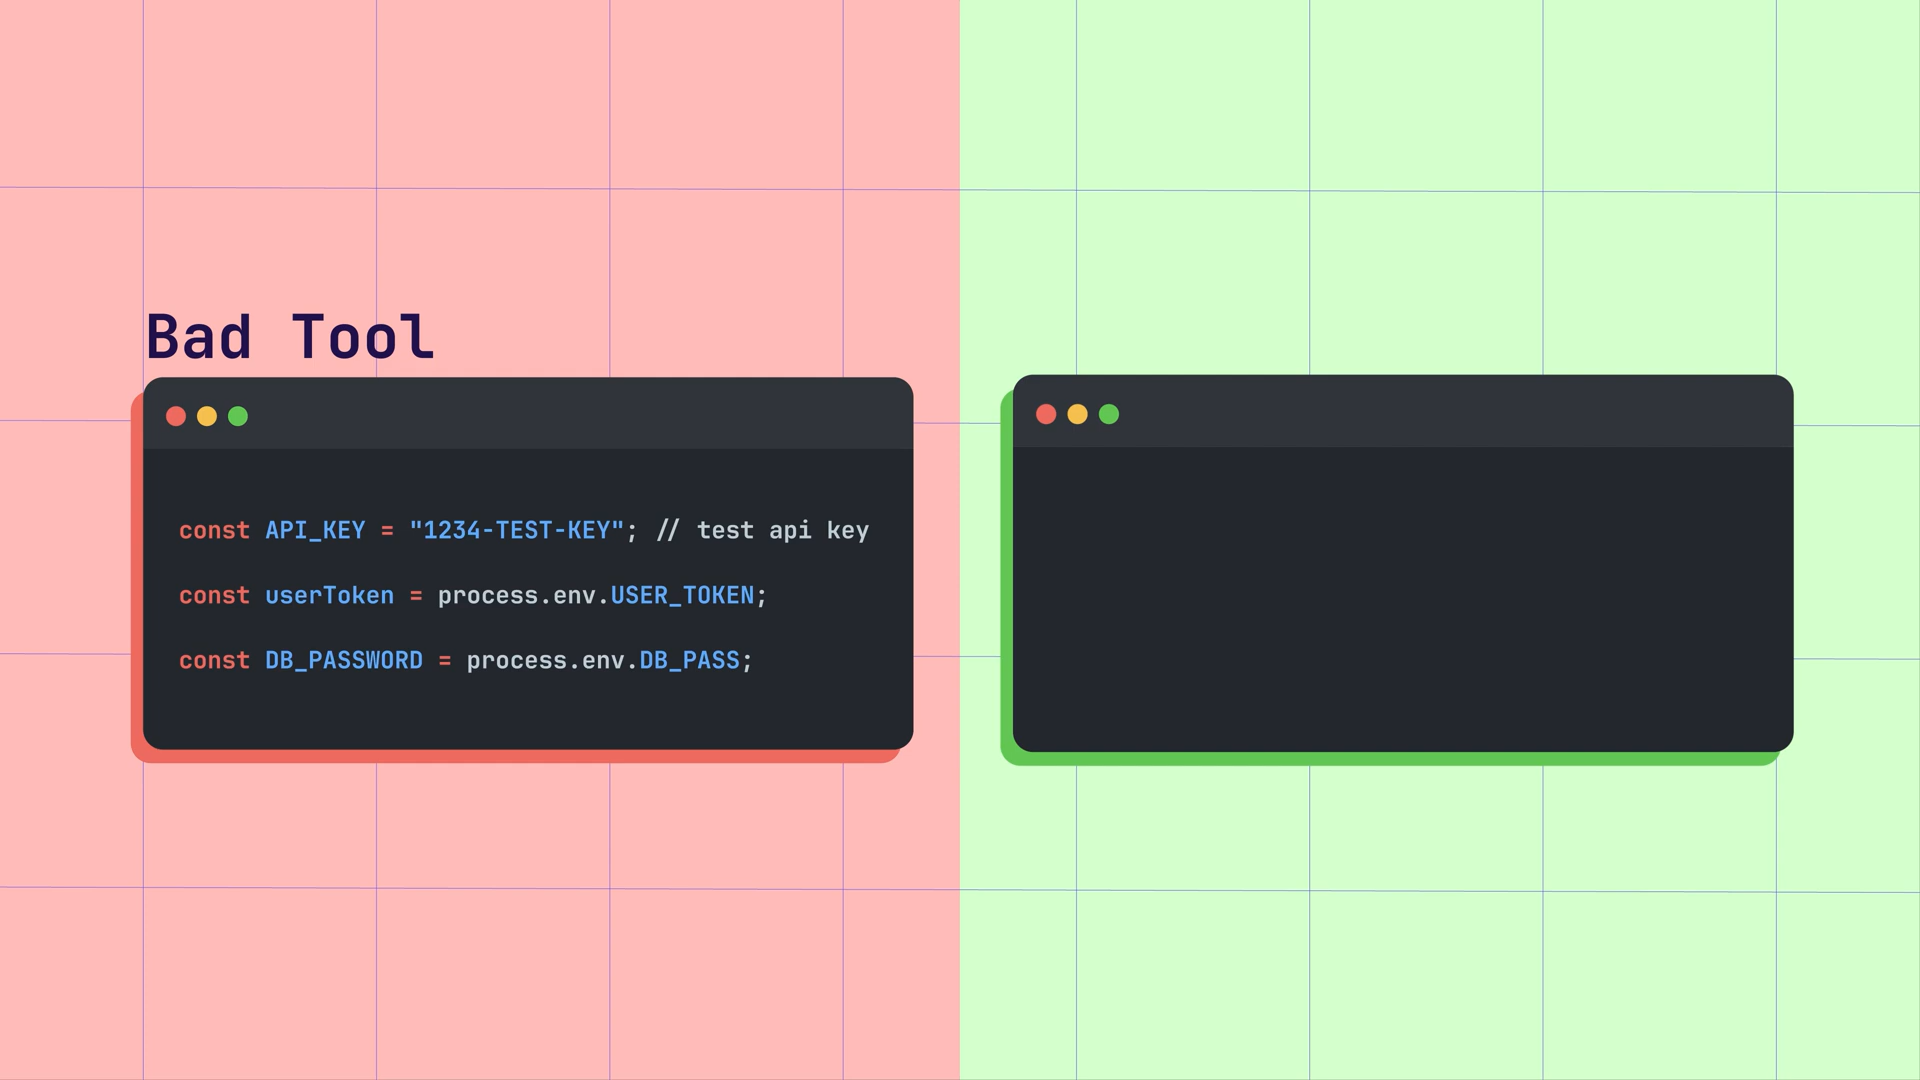 Bad Tool
const API_KEY = "1234-TEST-KEY"; // test api key
const userToken = process.env.USER_TOKEN;
const DB_PASSWORD = process.env.DB_PASS;